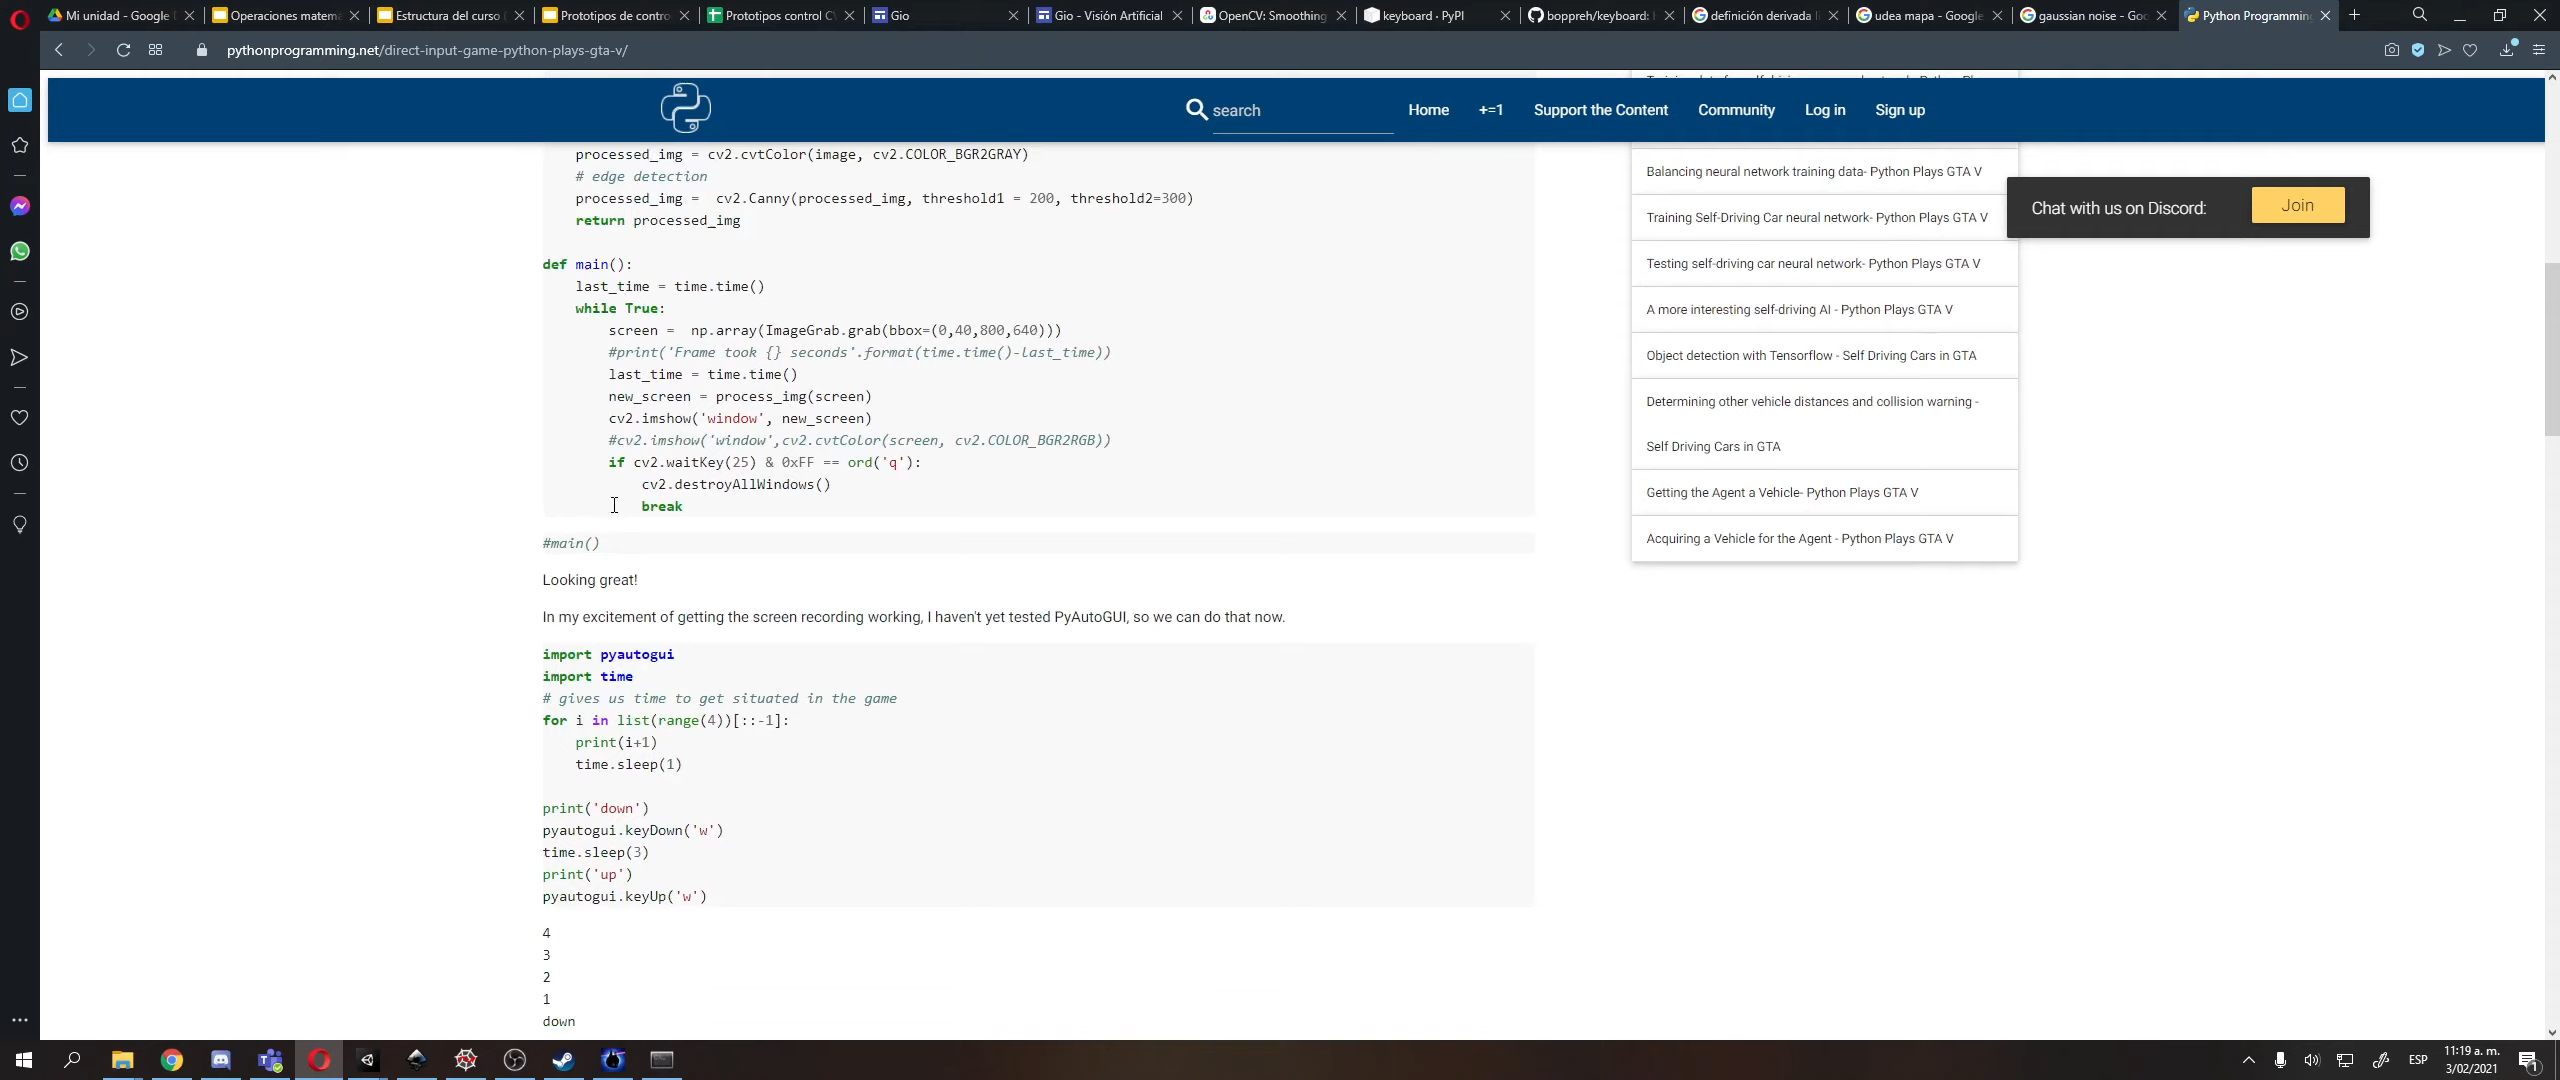 Mi unidad - Google
Operaciones matem
Estructura del curso
Prototipos de contro
Prototipos control C
Gio
Gio - Visión Artificial
OpenCV: Smoothing
keyboard · PyPI
boppreh/keyboard:
definición derivada
udea mapa - Google
gaussian noise - Goo
Python Programming
pythonprogramming.net/direct-input-game-python-plays-gta-v/
search
Home
+=1
Support the Content
Community
Log in
Sign up
processed_img = cv2.cvtColor(image, cv2.COLOR_BGR2GRAY)
# edge detection
processed_img =  cv2.Canny(processed_img, threshold1 = 200, threshold2=300)
return processed_img
def main():
last_time = time.time()
while True:
screen =  np.array(ImageGrab.grab(bbox=(0,40,800,640)))
#print('Frame took {} seconds'.format(time.time()-last_time))
last_time = time.time()
new_screen = process_img(screen)
cv2.imshow('window', new_screen)
#cv2.imshow('window',cv2.cvtColor(screen, cv2.COLOR_BGR2RGB))
if cv2.waitKey(25) & 0xFF == ord('q'):
cv2.destroyAllWindows()
break
#main()
Looking great!
In my excitement of getting the screen recording working, I haven't yet tested PyAutoGUI, so we can do that now.
import pyautogui
import time
# gives us time to get situated in the game
for i in list(range(4))[::-1]:
print(i+1)
time.sleep(1)
print('down')
pyautogui.keyDown('w')
time.sleep(3)
print('up')
pyautogui.keyUp('w')
4
3
2
1
down
Balancing neural network training data- Python Plays GTA V
Training Self-Driving Car neural network- Python Plays GTA V
Testing self-driving car neural network- Python Plays GTA V
A more interesting self-driving AI - Python Plays GTA V
Object detection with Tensorflow - Self Driving Cars in GTA
Determining other vehicle distances and collision warning -
Self Driving Cars in GTA
Getting the Agent a Vehicle- Python Plays GTA V
Acquiring a Vehicle for the Agent - Python Plays GTA V
Chat with us on Discord:
Join
ESP
11:19 a. m.
3/02/2021
1